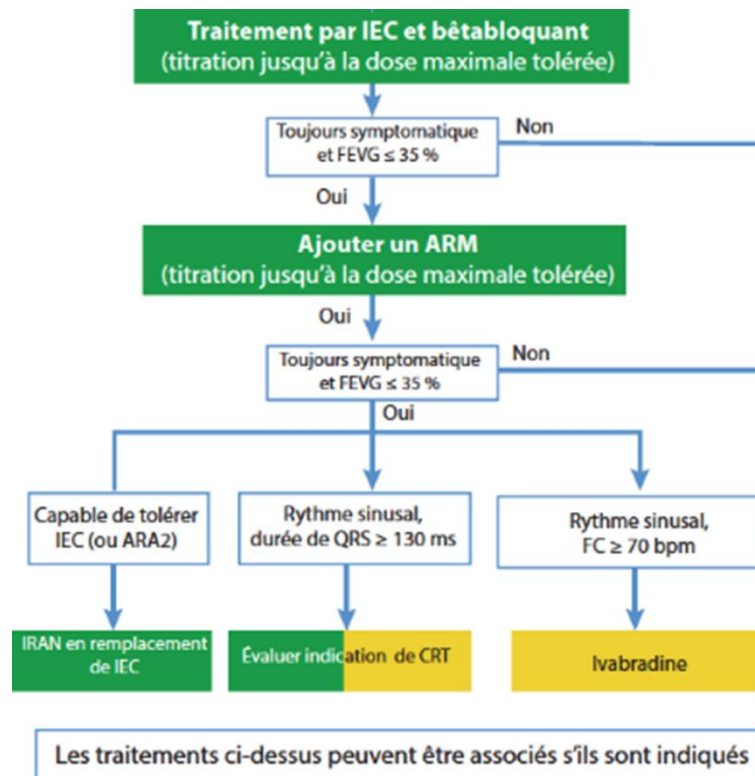 Traitement par IEC et bêtabloquant
(titration jusqu'à la dose maximale tolérée)
Toujours symptomatique
et FEVG ≤ 35 %
Non
Oui
Ajouter un ARM
(titration jusqu'à la dose maximale tolérée)
Oui
Toujours symptomatique
et FEVG ≤ 35 %
Non
Oui
Capable de tolérer
IEC (ou ARA2)
Rythme sinusal,
durée de QRS ≥ 130 ms
Rythme sinusal,
FC ≥ 70 bpm
IRAN en remplacement
de IEC
Évaluer indication de CRT
Ivabradine
Les traitements ci-dessus peuvent être associés s'ils sont indiqués